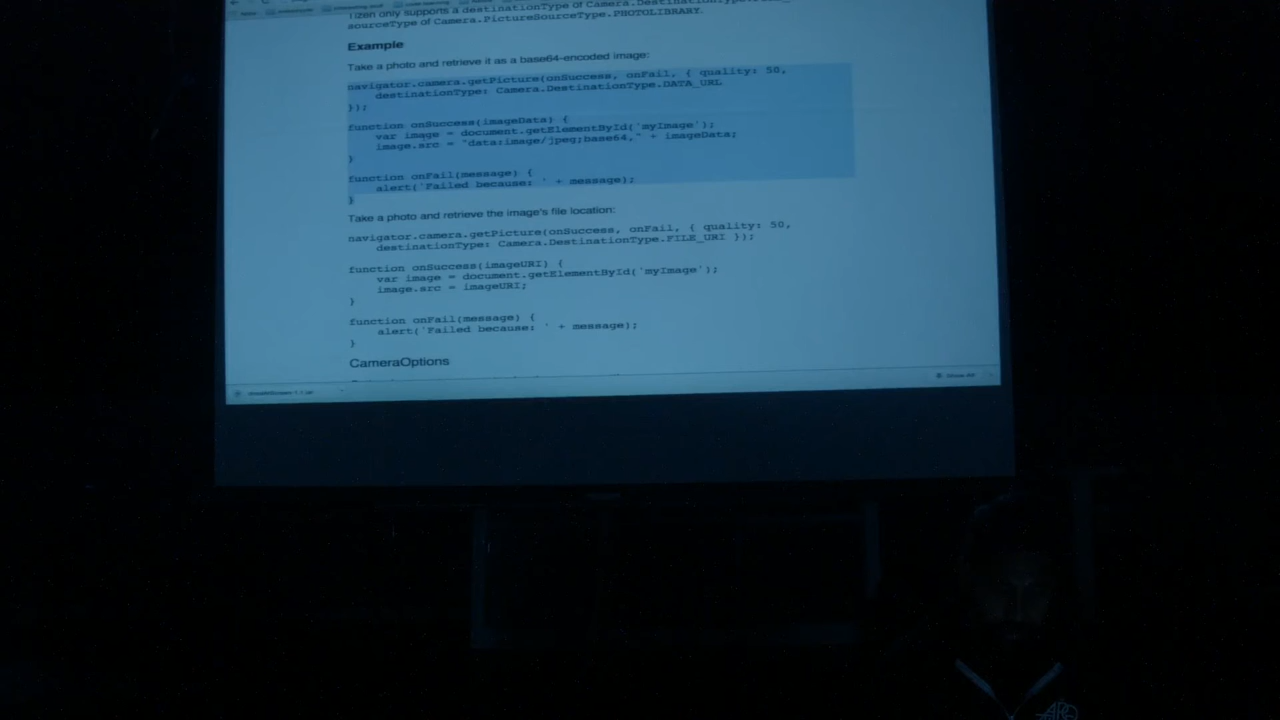 Tizen only supports a destinationType of
sourceType of Camera.PictureSourceType.PHOTOLIBRARY.
Example
Take a photo and retrieve it as a base64-encoded image:
navigator.camera.getPicture(onSuccess, onFail, { quality: 50,
destinationType: Camera.DestinationType.DATA_URL
});
function onSuccess(imageData) {
var image = document.getElementById('myImage');
image.src = "data:image/jpeg;base64," + imageData;
}
function onFail(message) {
alert('Failed because: ' + message);
}
Take a photo and retrieve the image's file location:
navigator.camera.getPicture(onSuccess, onFail, { quality: 50,
destinationType: Camera.DestinationType.FILE_URI });
function onSuccess(imageURI) {
var image = document.getElementById('myImage');
image.src = imageURI;
}
function onFail(message) {
alert('Failed because: ' + message);
}
CameraOptions
Show All